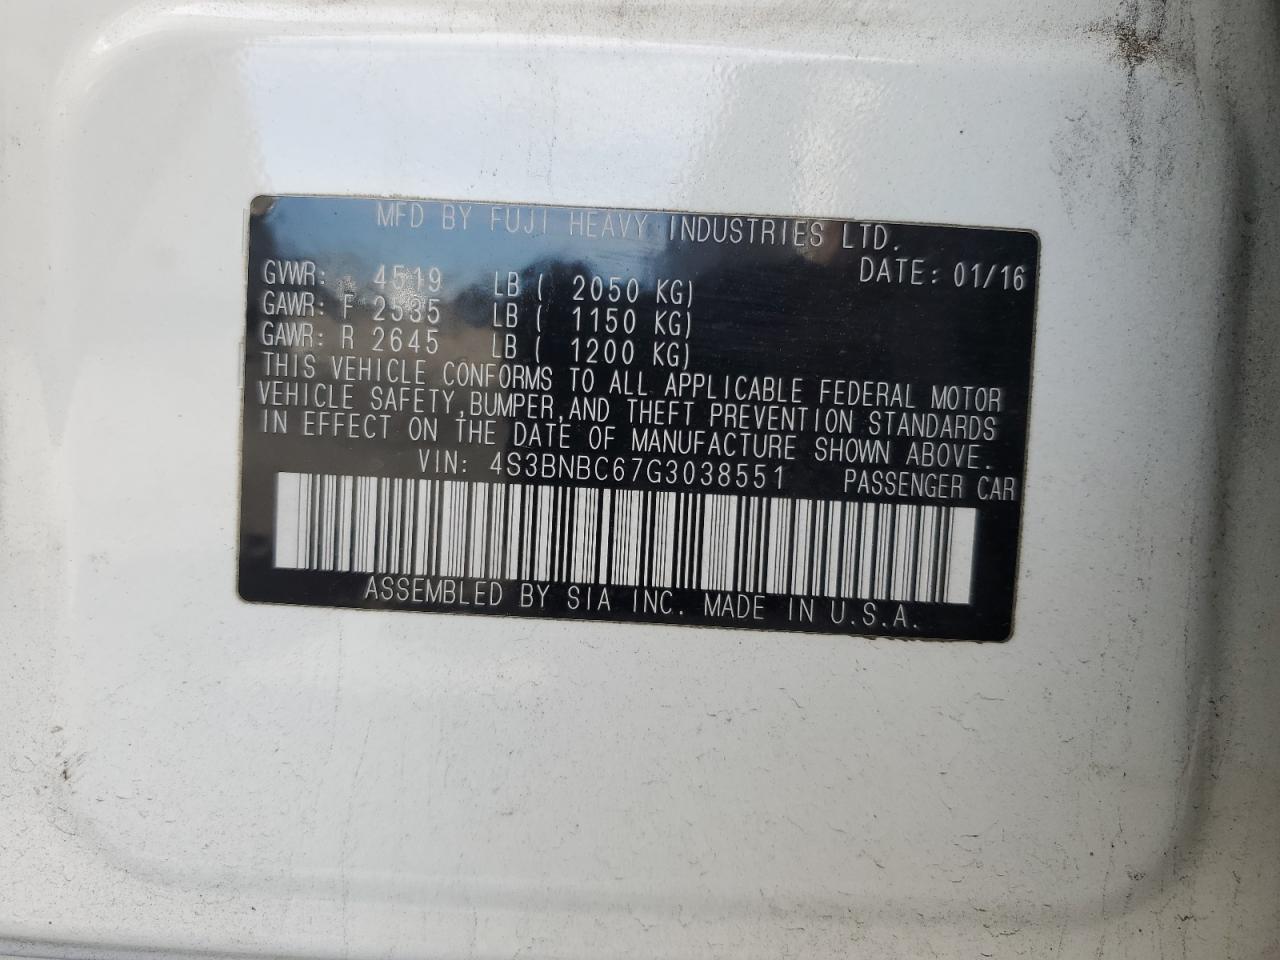 MFD BY FUJI HEAVY INDUSTRIES LTD.
DATE: 01/16
GVWR: 4519 LB ( 2050 KG)
GAWR: F 2535 LB ( 1150 KG)
GAWR: R 2645 LB ( 1200 KG)
THIS VEHICLE CONFORMS TO ALL APPLICABLE FEDERAL MOTOR
VEHICLE SAFETY,BUMPER,AND THEFT PREVENTION STANDARDS
IN EFFECT ON THE DATE OF MANUFACTURE SHOWN ABOVE.
VIN: 4S3BNBC67G3038551 PASSENGER CAR
ASSEMBLED BY SIA INC. MADE IN U.S.A.